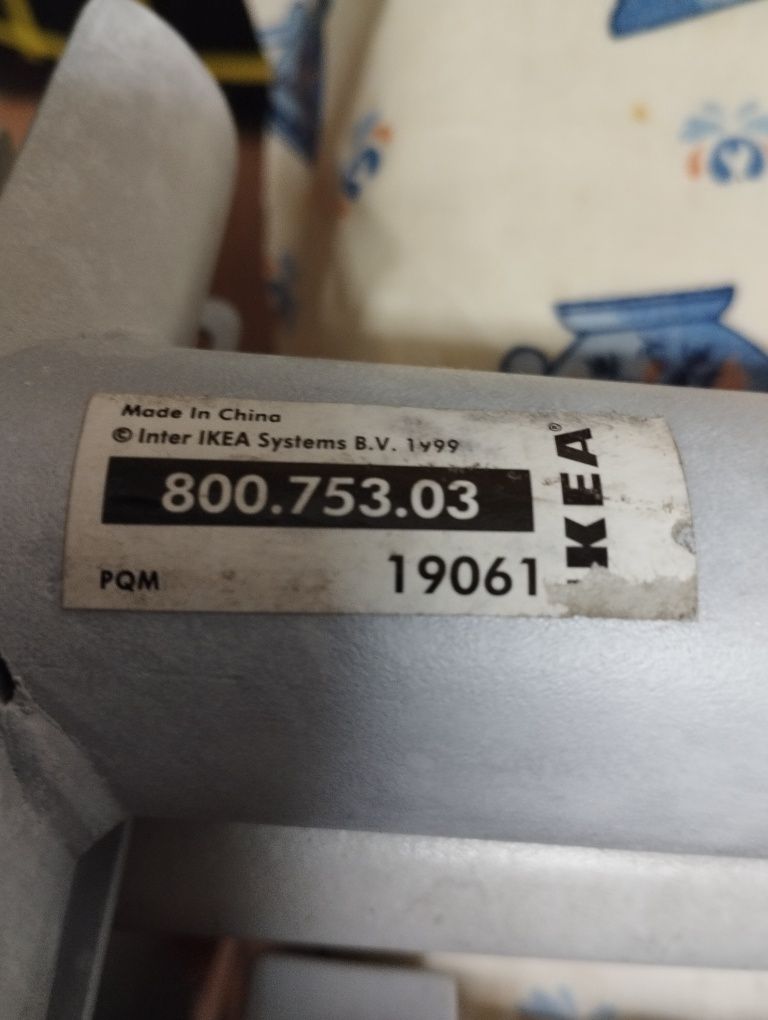 Made In China
© Inter IKEA Systems B.V. 1999
800.753.03
PQM 19061
IKEA®